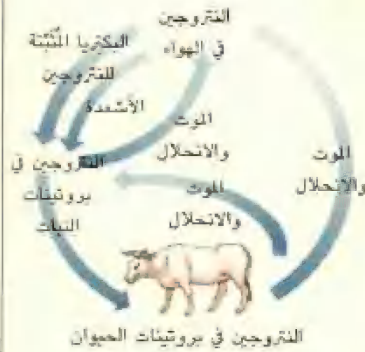 النتروجين
في الهواء
البكتريا المثبتة
للنتروجين
الأسمدة
الموت
والانحلال
الموت
والانحلال
النتروجين في
بروتينات
النبات
الموت
والانحلال
النتروجين في بروتينات الحيوان